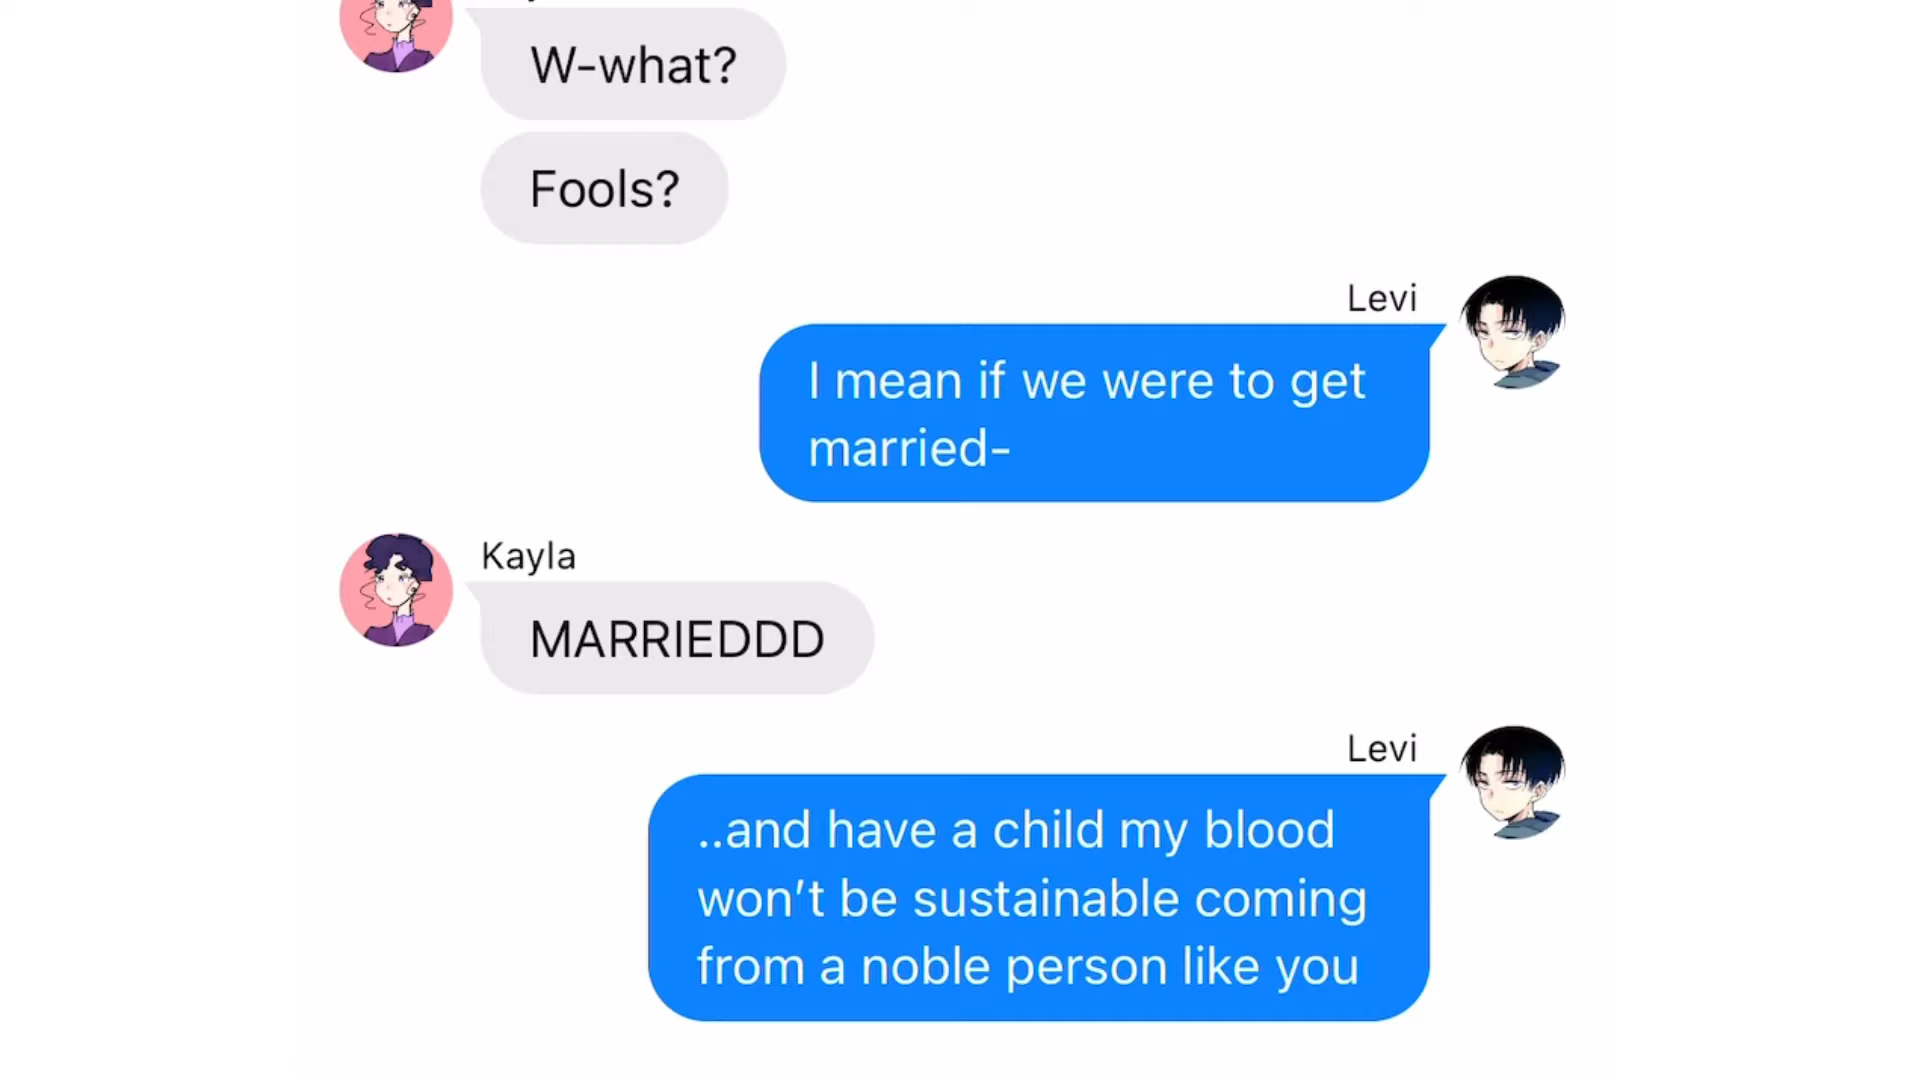 W-what?
Fools?
Levi
I mean if we were to get
married-
Kayla
MARRIEDDD
Levi
..and have a child my blood
won't be sustainable coming
from a noble person like you